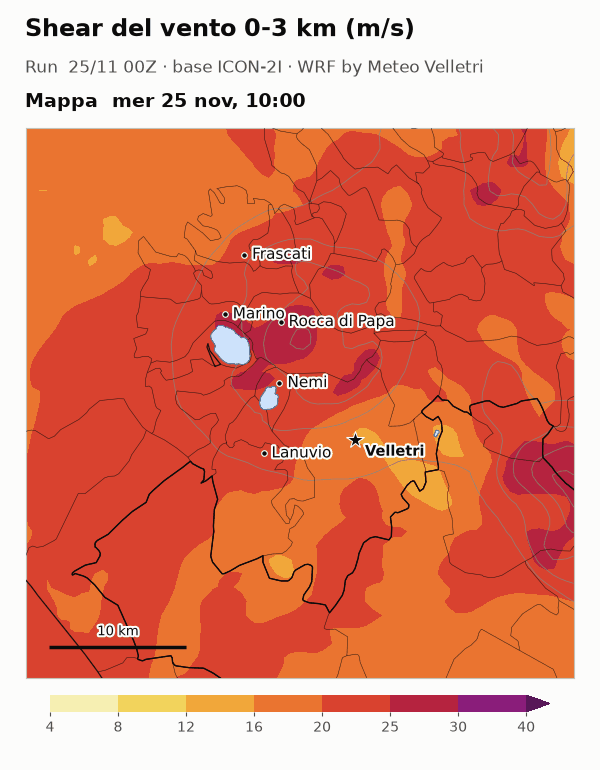 Shear del vento 0-3 km (m/s)
Run  25/11 00Z · base ICON-2I · WRF by Meteo Velletri
Mappa  mer 25 nov, 10:00
Frascati
Marino
Rocca di Papa
Nemi
Velletri
Lanuvio
10 km
4 8 12 16 20 25 30 40